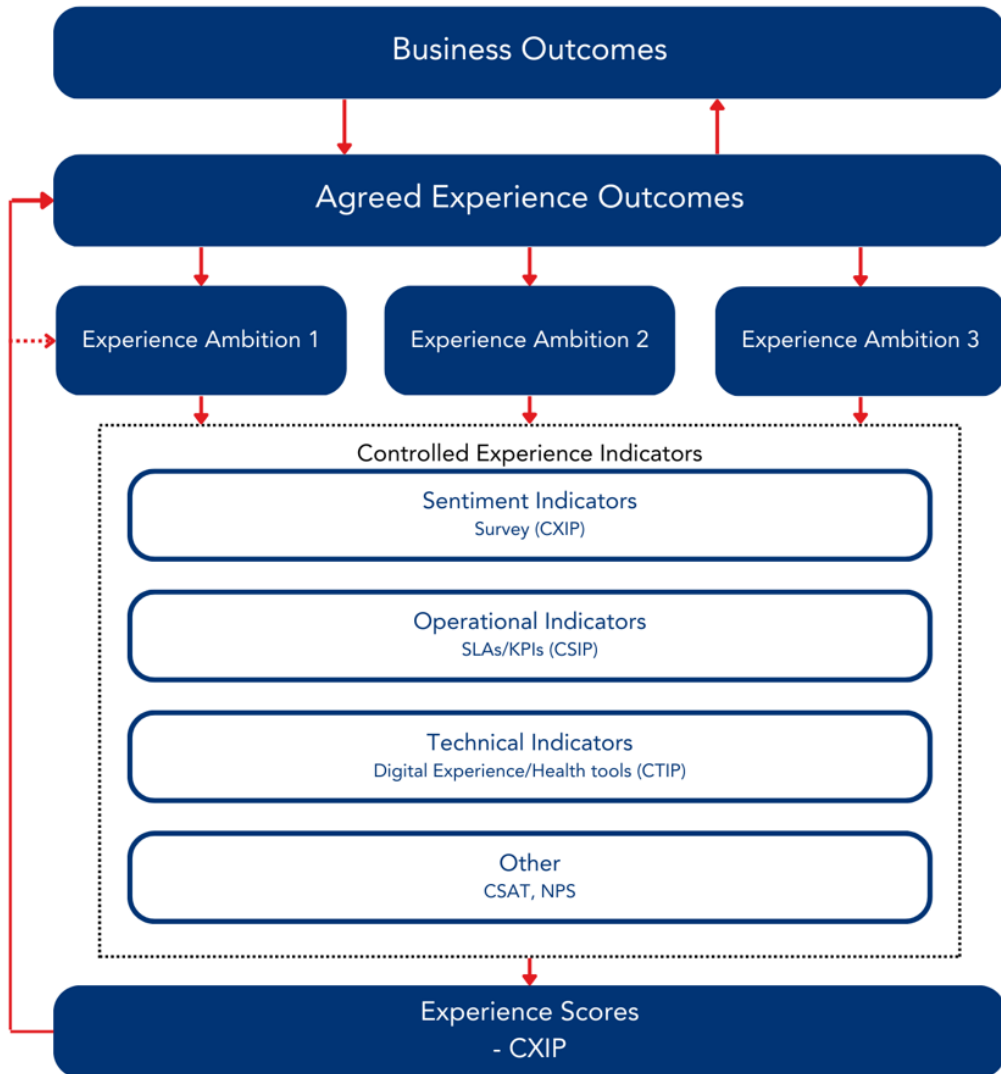 Business Outcomes
Agreed Experience Outcomes
Experience Ambition 1
Experience Ambition 2
Experience Ambition 3
Controlled Experience Indicators
Sentiment Indicators
Survey (CXIP)
Operational Indicators
SLAs/KPIs (CSIP)
Technical Indicators
Digital Experience/Health tools (CTIP)
Other
CSAT, NPS
Experience Scores
- CXIP